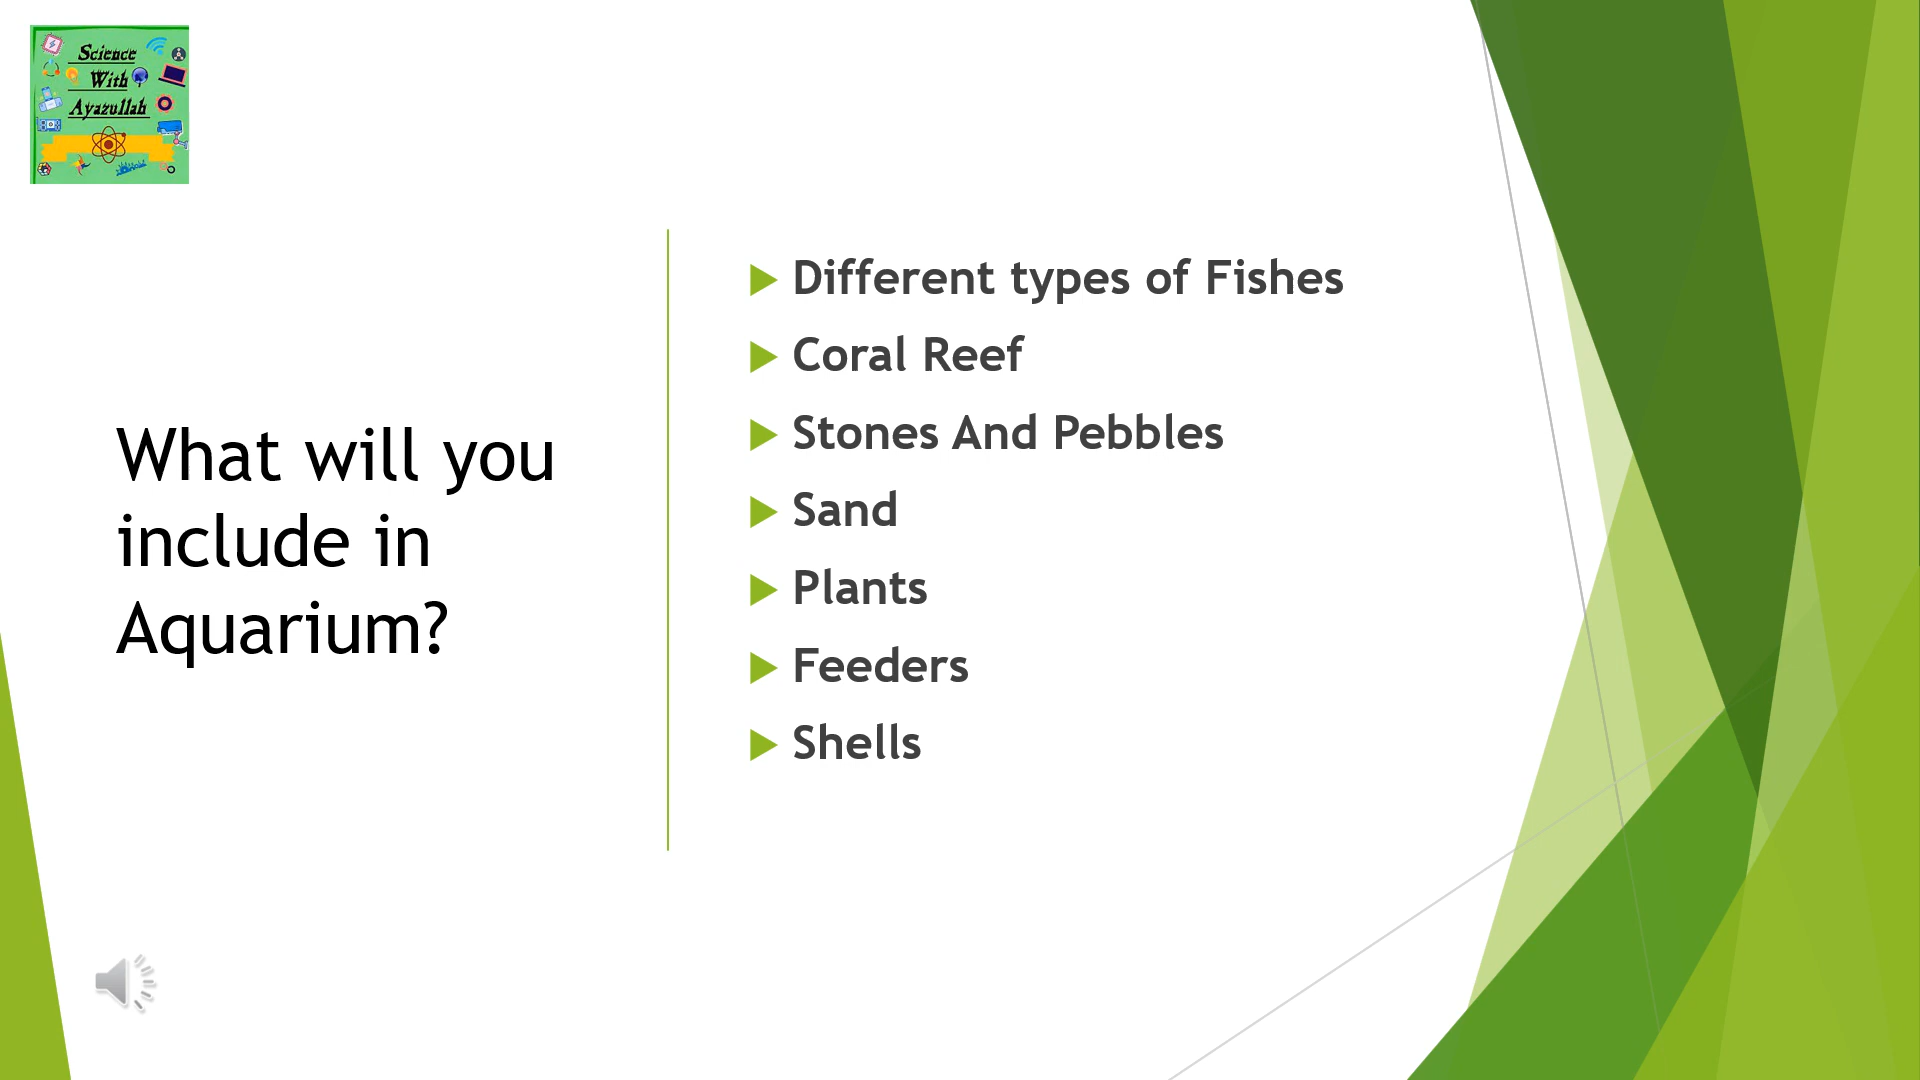 Science
With
Ayazullah
What will you
include in
Aquarium?
Different types of Fishes
Coral Reef
Stones And Pebbles
Sand
Plants
Feeders
Shells